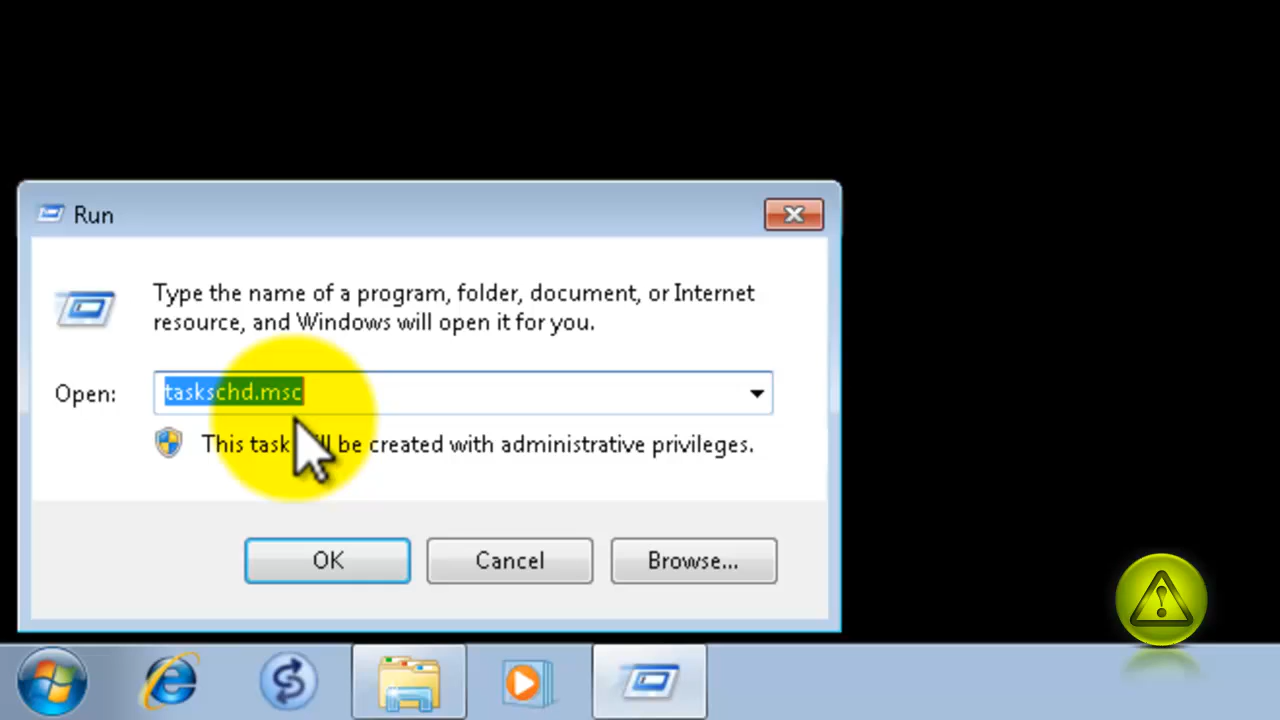 Run
Type the name of a program, folder, document, or Internet
resource, and Windows will open it for you.
Open: taskschd.msc
This task will be created with administrative privileges.
OK Cancel Browse...